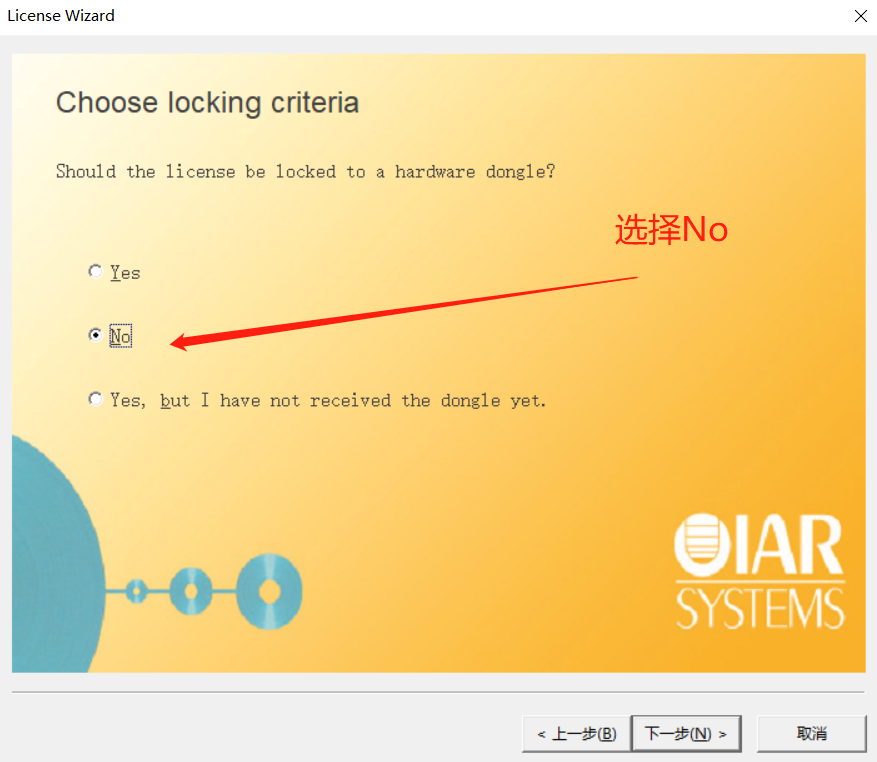 License Wizard
Choose locking criteria
Should the license be locked to a hardware dongle?
选择No
Yes
No
Yes, but I have not received the dongle yet.
IAR
SYSTEMS
< 上一步(B)
下一步(N) >
取消